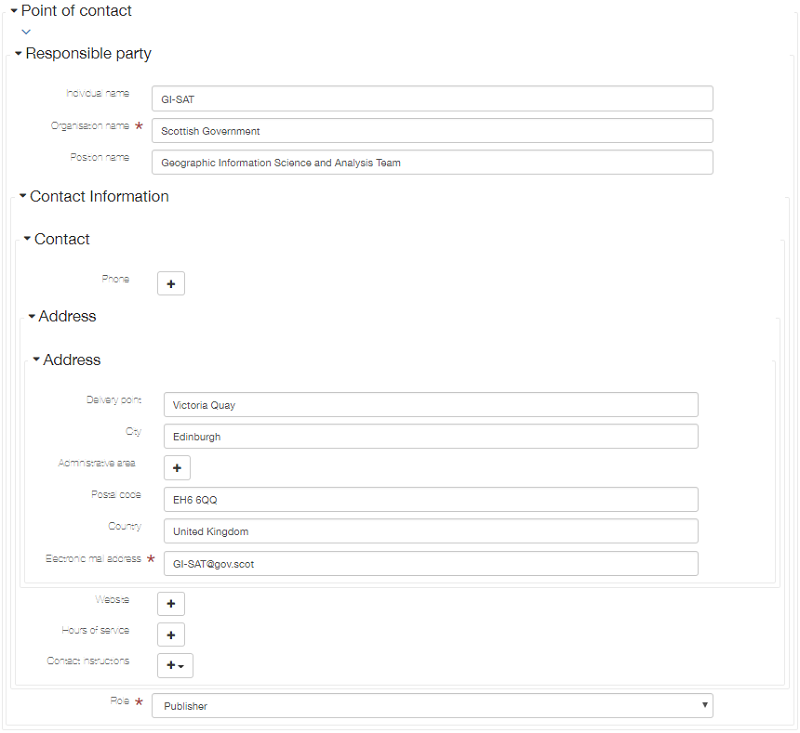 Point of contact
Responsible party
Individual name GI-SAT
Organisation name * Scottish Government
Position name Geographic Information Science and Analysis Team
Contact Information
Contact
Phone +
Address
Address
Delivery point Victoria Quay
City Edinburgh
Administrative area +
Postal code EH6 6QQ
Country United Kingdom
Electronic mail address * GI-SAT@gov.scot
Website +
Hours of service +
Contact instructions +
Role * Publisher